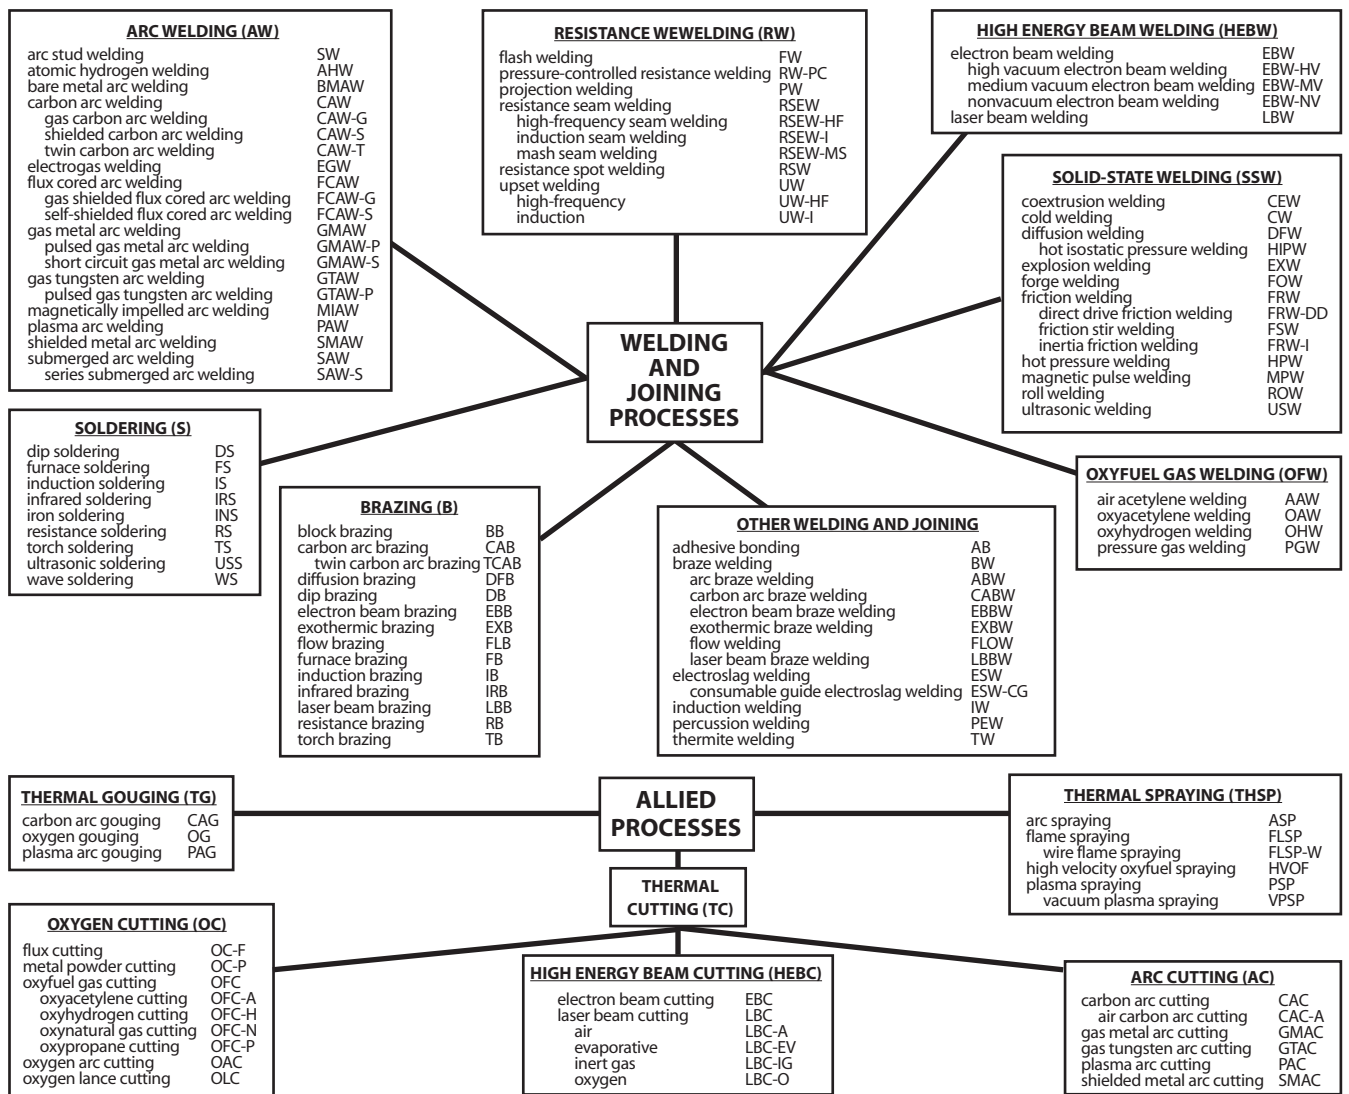 ARC WELDING (AW)
arc stud welding SW
atomic hydrogen welding AHW
bare metal arc welding BMAW
carbon arc welding CAW
gas carbon arc welding CAW-G
shielded carbon arc welding CAW-S
twin carbon arc welding CAW-T
electrogas welding EGW
flux cored arc welding FCAW
gas shielded flux cored arc welding FCAW-G
self-shielded flux cored arc welding FCAW-S
gas metal arc welding GMAW
pulsed gas metal arc welding GMAW-P
short circuit gas metal arc welding GMAW-S
gas tungsten arc welding GTAW
pulsed gas tungsten arc welding GTAW-P
magnetically impelled arc welding MIAW
plasma arc welding PAW
shielded metal arc welding SMAW
submerged arc welding SAW
series submerged arc welding SAW-S
RESISTANCE WEWELDING (RW)
flash welding FW
pressure-controlled resistance welding RW-PC
projection welding PW
resistance seam welding RSEW
high-frequency seam welding RSEW-HF
induction seam welding RSEW-I
mash seam welding RSEW-MS
resistance spot welding RSW
upset welding UW
high-frequency UW-HF
induction UW-I
HIGH ENERGY BEAM WELDING (HEBW)
electron beam welding EBW
high vacuum electron beam welding EBW-HV
medium vacuum electron beam welding EBW-MV
nonvacuum electron beam welding EBW-NV
laser beam welding LBW
SOLID-STATE WELDING (SSW)
coextrusion welding CEW
cold welding CW
diffusion welding DFW
hot isostatic pressure welding HIPW
explosion welding EXW
forge welding FOW
friction welding FRW
direct drive friction welding FRW-DD
friction stir welding FSW
inertia friction welding FRW-I
hot pressure welding HPW
magnetic pulse welding MPW
roll welding ROW
ultrasonic welding USW
WELDING
AND
JOINING
PROCESSES
SOLDERING (S)
dip soldering DS
furnace soldering FS
induction soldering IS
infrared soldering IRS
iron soldering INS
resistance soldering RS
torch soldering TS
ultrasonic soldering USS
wave soldering WS
BRAZING (B)
block brazing BB
carbon arc brazing CAB
twin carbon arc brazing TCAB
diffusion brazing DFB
dip brazing DB
electron beam brazing EBB
exothermic brazing EXB
flow brazing FLB
furnace brazing FB
induction brazing IB
infrared brazing IRB
laser beam brazing LBB
resistance brazing RB
torch brazing TB
OTHER WELDING AND JOINING
adhesive bonding AB
braze welding BW
arc braze welding ABW
carbon arc braze welding CABW
electron beam braze welding EBBW
exothermic braze welding EXBW
flow welding FLOW
laser beam braze welding LBBW
electroslag welding ESW
consumable guide electroslag welding ESW-CG
induction welding IW
percussion welding PEW
thermite welding TW
OXYFUEL GAS WELDING (OFW)
air acetylene welding AAW
oxyacetylene welding OAW
oxyhydrogen welding OHW
pressure gas welding PGW
THERMAL GOUGING (TG)
carbon arc gouging CAG
oxygen gouging OG
plasma arc gouging PAG
ALLIED
PROCESSES
THERMAL SPRAYING (THSP)
arc spraying ASP
flame spraying FLSP
wire flame spraying FLSP-W
high velocity oxyfuel spraying HVOF
plasma spraying PSP
vacuum plasma spraying VPSP
THERMAL
CUTTING (TC)
OXYGEN CUTTING (OC)
flux cutting OC-F
metal powder cutting OC-P
oxyfuel gas cutting OFC
oxyacetylene cutting OFC-A
oxyhydrogen cutting OFC-H
oxynatural gas cutting OFC-N
oxypropane cutting OFC-P
oxygen arc cutting OAC
oxygen lance cutting OLC
HIGH ENERGY BEAM CUTTING (HEBC)
electron beam cutting EBC
laser beam cutting LBC
air LBC-A
evaporative LBC-EV
inert gas LBC-IG
oxygen LBC-O
ARC CUTTING (AC)
carbon arc cutting CAC
air carbon arc cutting CAC-A
gas metal arc cutting GMAC
gas tungsten arc cutting GTAC
plasma arc cutting PAC
shielded metal arc cutting SMAC